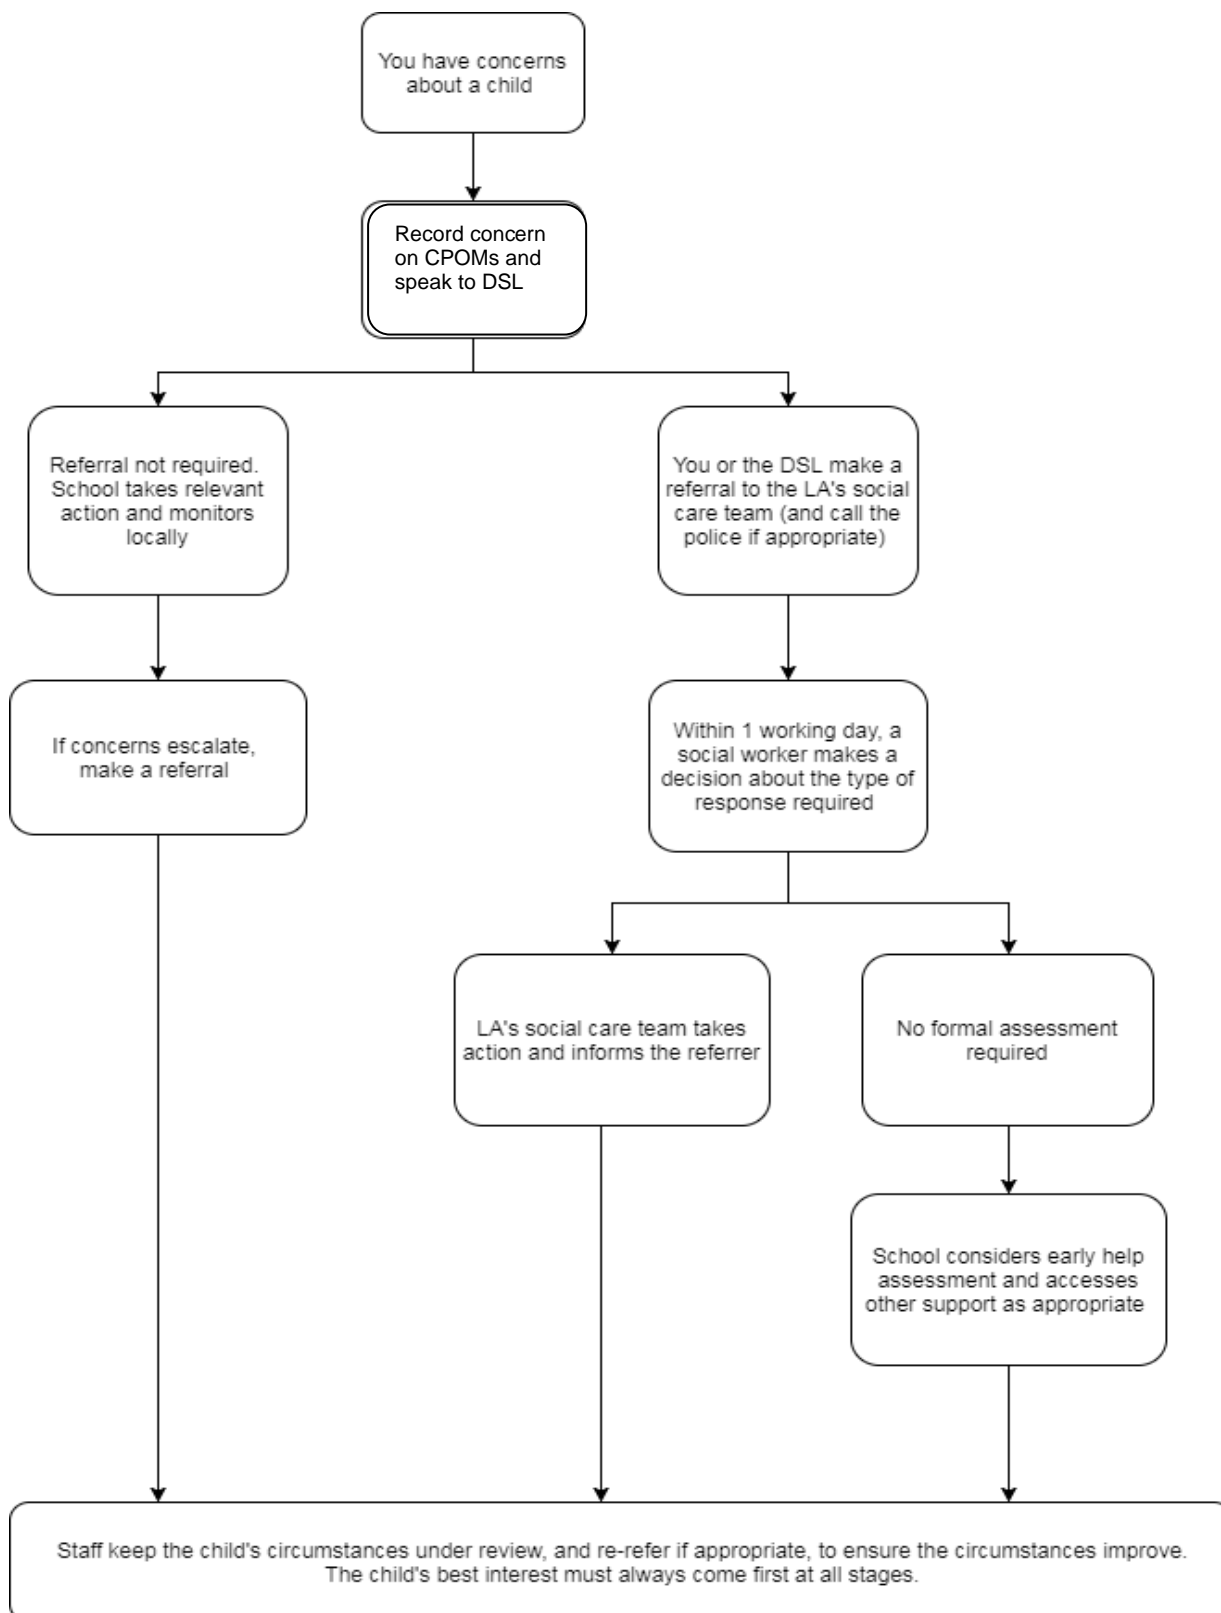 You have concerns
about a child
Record concern
on CPOMs and
speak to DSL
Referral not required.
School takes relevant
action and monitors
locally
You or the DSL make a
referral to the LA's social
care team (and call the
police if appropriate)
If concerns escalate,
make a referral
Within 1 working day, a
social worker makes a
decision about the type of
response required
LA's social care team takes
action and informs the referrer
No formal assessment
required
School considers early help
assessment and accesses
other support as appropriate
Staff keep the child's circumstances under review, and re-refer if appropriate, to ensure the circumstances improve.
The child's best interest must always come first at all stages.